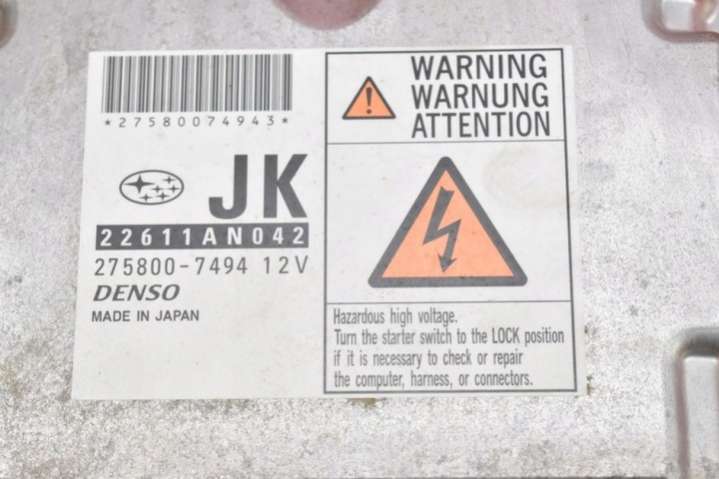 *27580074943*
JK
22611AN042
275800-7494 12V
DENSO
MADE IN JAPAN
WARNING
WARNUNG
ATTENTION
Hazardous high voltage.
Turn the starter switch to the LOCK position
if it is necessary to check or repair
the computer, harness, or connectors.